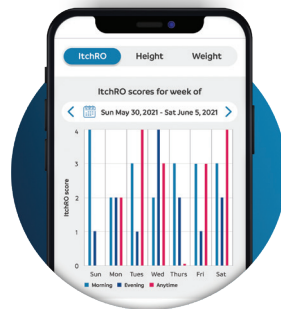 ItchRO Height Weight
ItchRO scores for week of
Sun May 30, 2021 - Sat June 5, 2021
ItchRO score
4
3
2
1
0
Sun Mon Tues Wed Thurs Fri Sat
Morning Evening Anytime